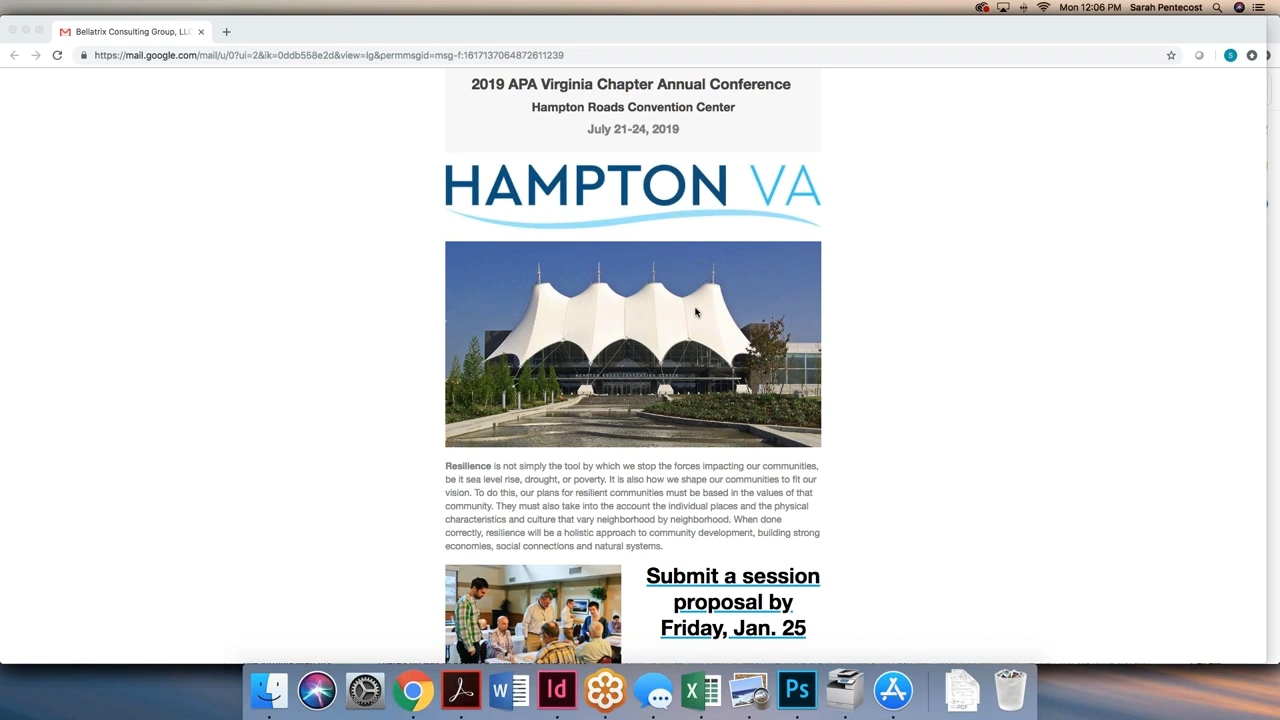 Mon 12:06 PM Sarah Pentecost
Bellatrix Consulting Group, LLC
https://mail.google.com/mail/u/0?ui=2&ik=0ddb558e2d&view=lg&permmsgid=msg-f:1617137064872611239
S
2019 APA Virginia Chapter Annual Conference
Hampton Roads Convention Center
July 21-24, 2019
HAMPTON VA
HAMPTON ROADS CONVENTION CENTER
Resilience is not simply the tool by which we stop the forces impacting our communities,
be it sea level rise, drought, or poverty. It is also how we shape our communities to fit our
vision. To do this, our plans for resilient communities must be based in the values of that
community. They must also take into the account the individual places and the physical
characteristics and culture that vary neighborhood by neighborhood. When done
correctly, resilience will be a holistic approach to community development, building strong
economies, social connections and natural systems.
Submit a session
proposal by
Friday, Jan. 25
W
Id
X
Ps
PDF